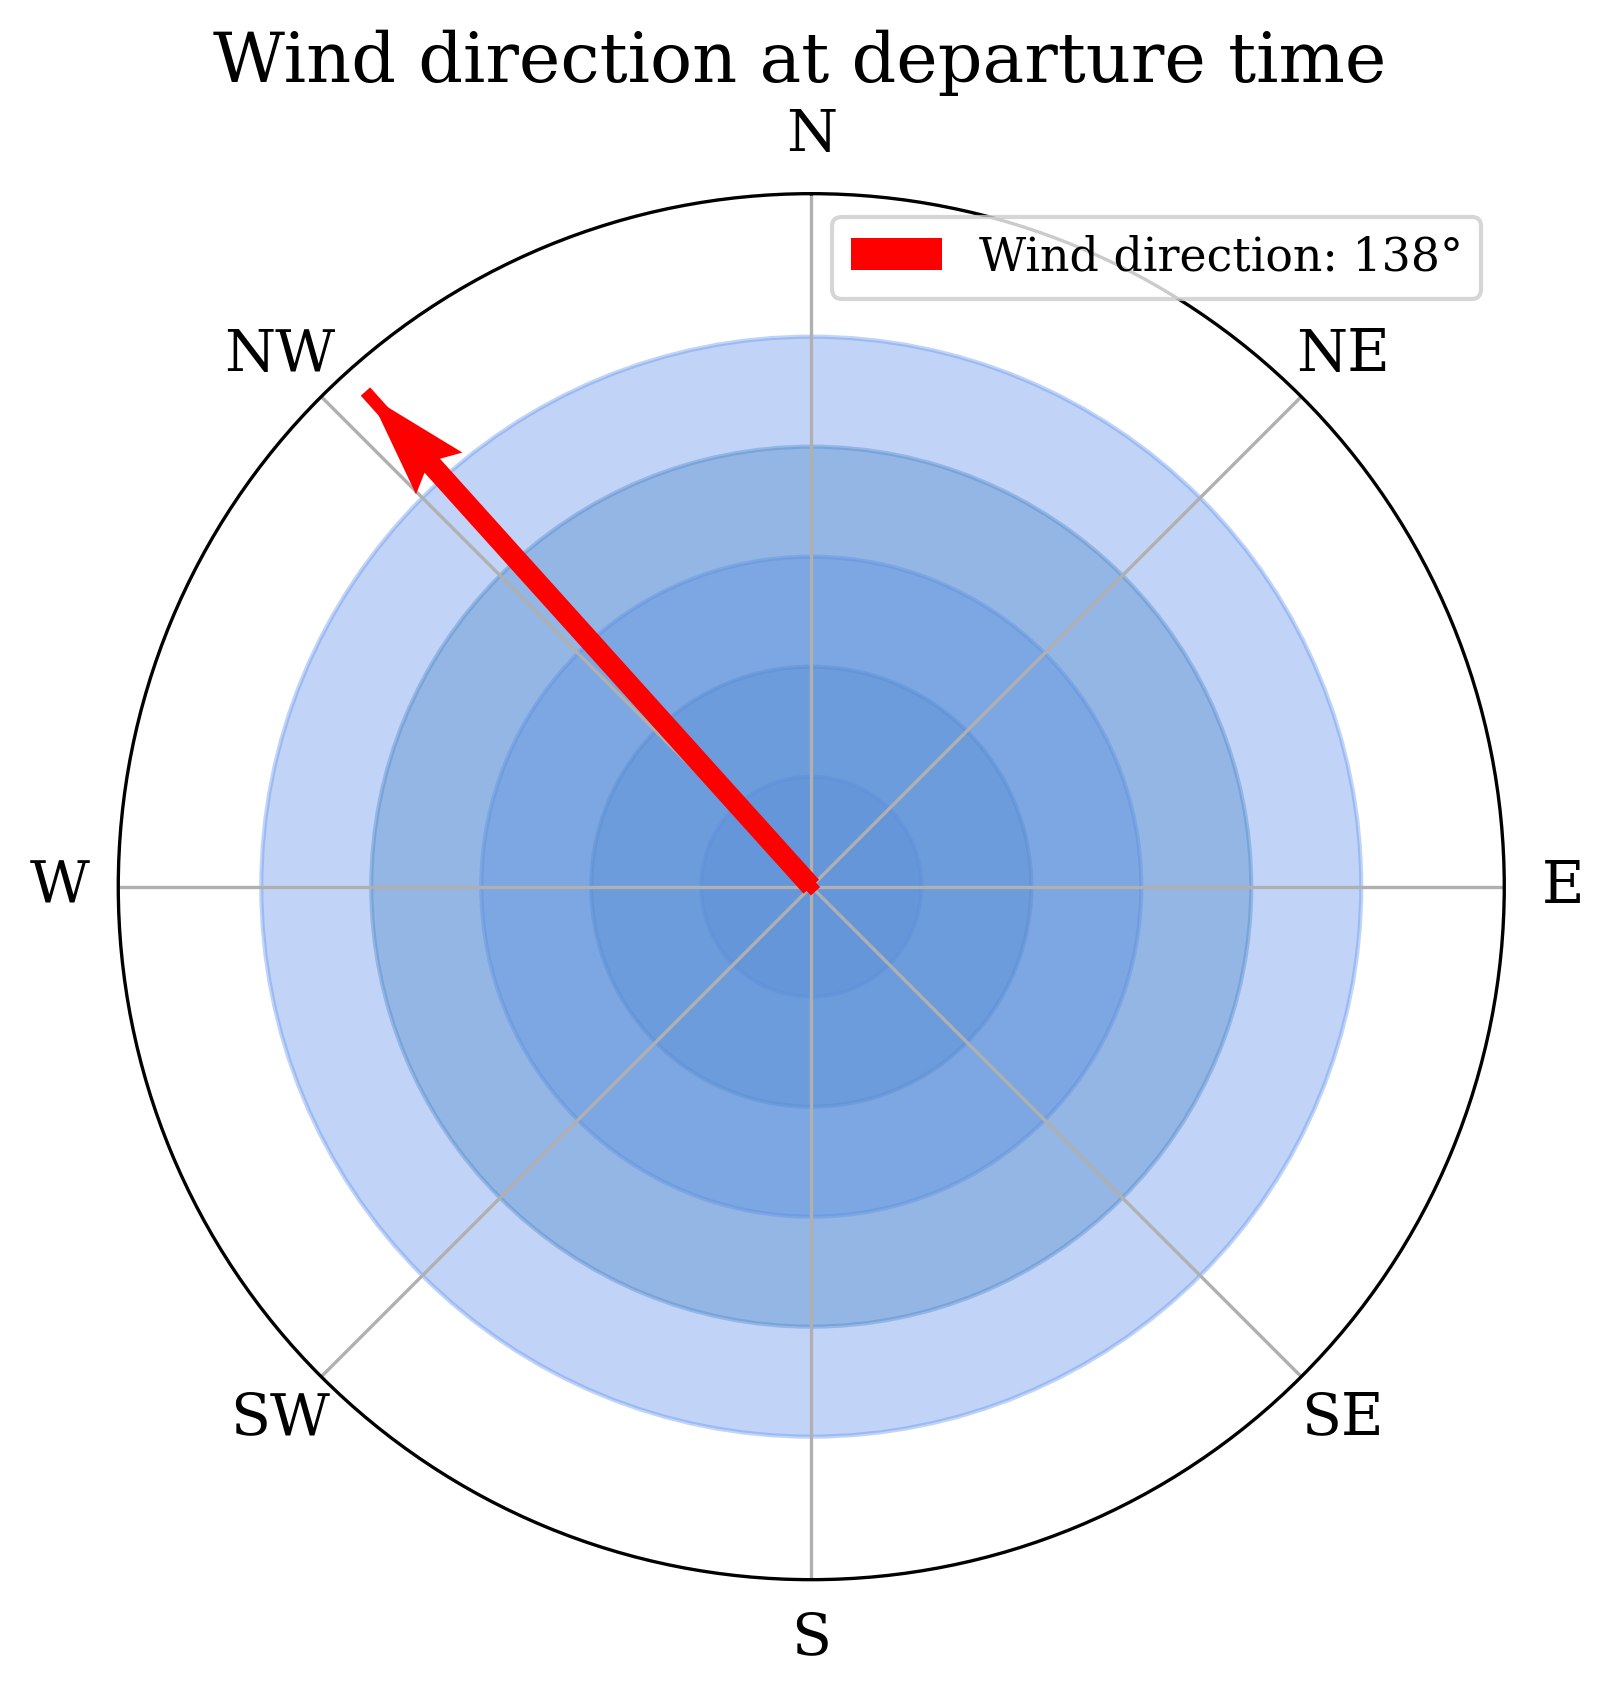 Wind direction at departure time
N
Wind direction: 138°
NW
NE
W
E
SW
SE
S